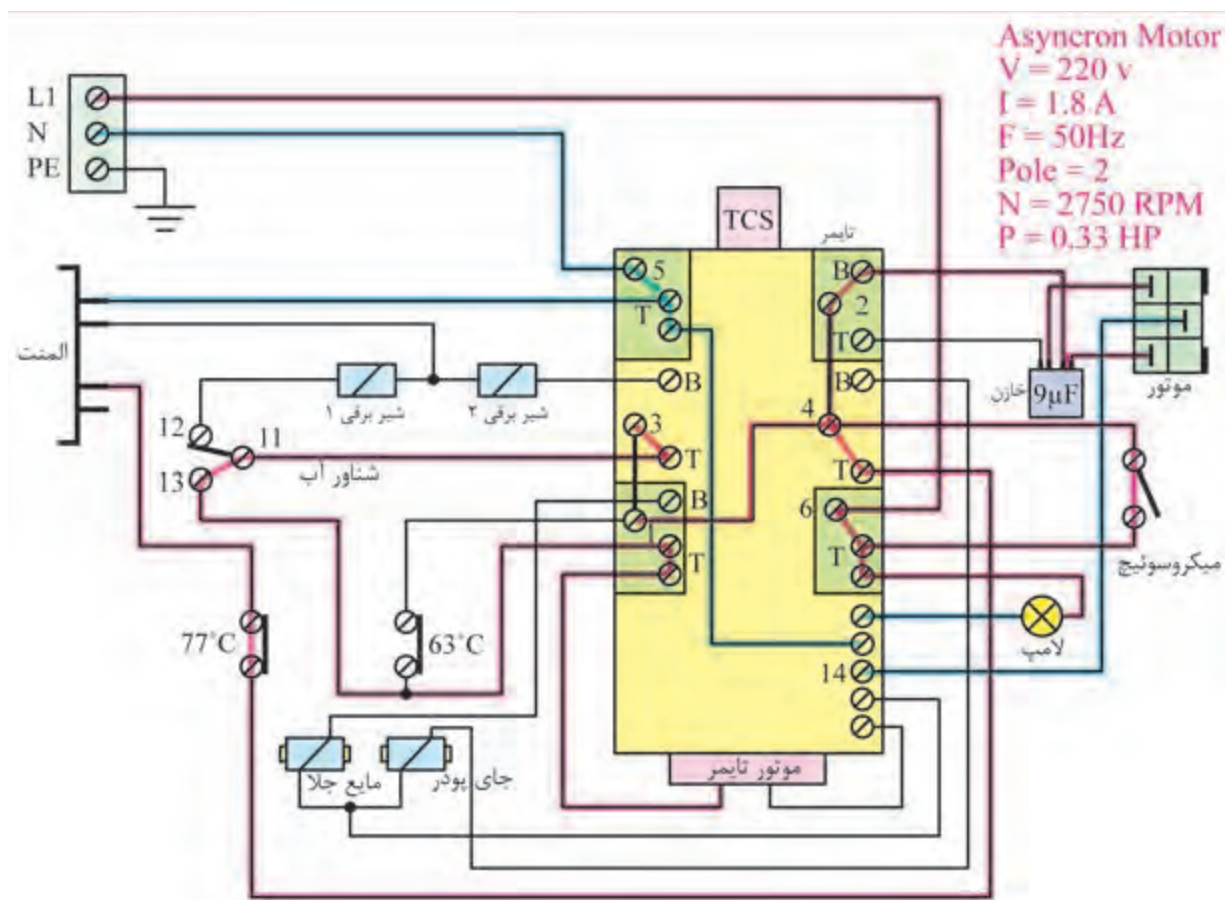 Asyncron Motor
V = 220 v
I = 1.8 A
F = 50Hz
Pole = 2
N = 2750 RPM
P = 0.33 HP
L1
N
PE
TCS
تایمر
5
T
B
2
T
B
المنت
شیر برقی ۱
شیر برقی ۲
B
خازن
9µF
موتور
12
11
13
شناور آب
3
T
4
T
B
1
T
6
T
میکروسوئیچ
77°C
63°C
لامپ
14
مایع جلا
جای پودر
موتور تایمر